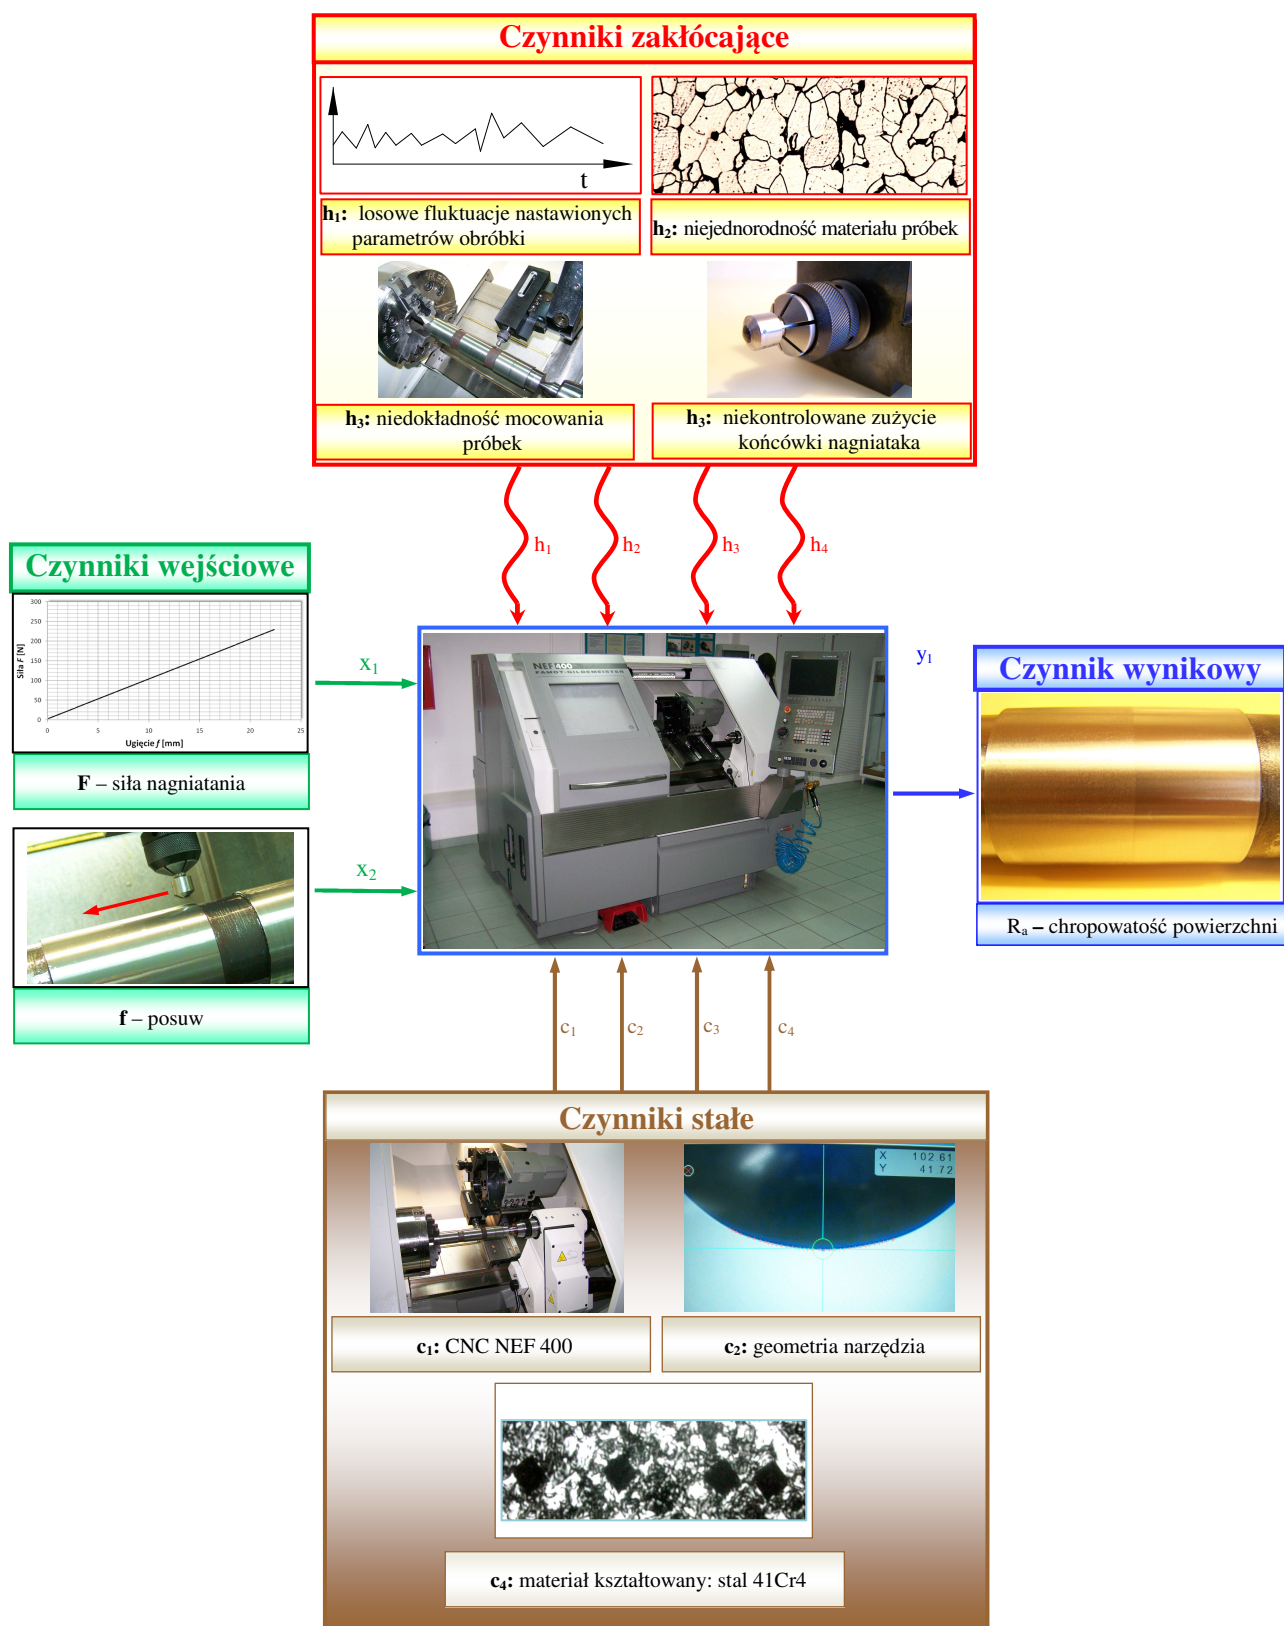 Czynniki zakłócające
t
h₁: losowe fluktuacje nastawionych
parametrów obróbki
h₂: niejednorodność materiału próbek
h₃: niedokładność mocowania
próbek
h₃: niekontrolowane zużycie
końcówki nagniataka
h₁
h₂
h₃
h₄
Czynniki wejściowe
Siła F [N]
300
250
200
150
100
50
0
0
5
10
15
20
25
Ugięcie f [mm]
F – siła nagniatania
f – posuw
x₁
x₂
NEF 400
FAMOT-GILDEMEISTER
y₁
Czynnik wynikowy
Rₐ – chropowatość powierzchni
c₁
c₂
c₃
c₄
Czynniki stałe
X 102 61
Y 41 72
c₁: CNC NEF 400
c₂: geometria narzędzia
c₄: materiał kształtowany: stal 41Cr4